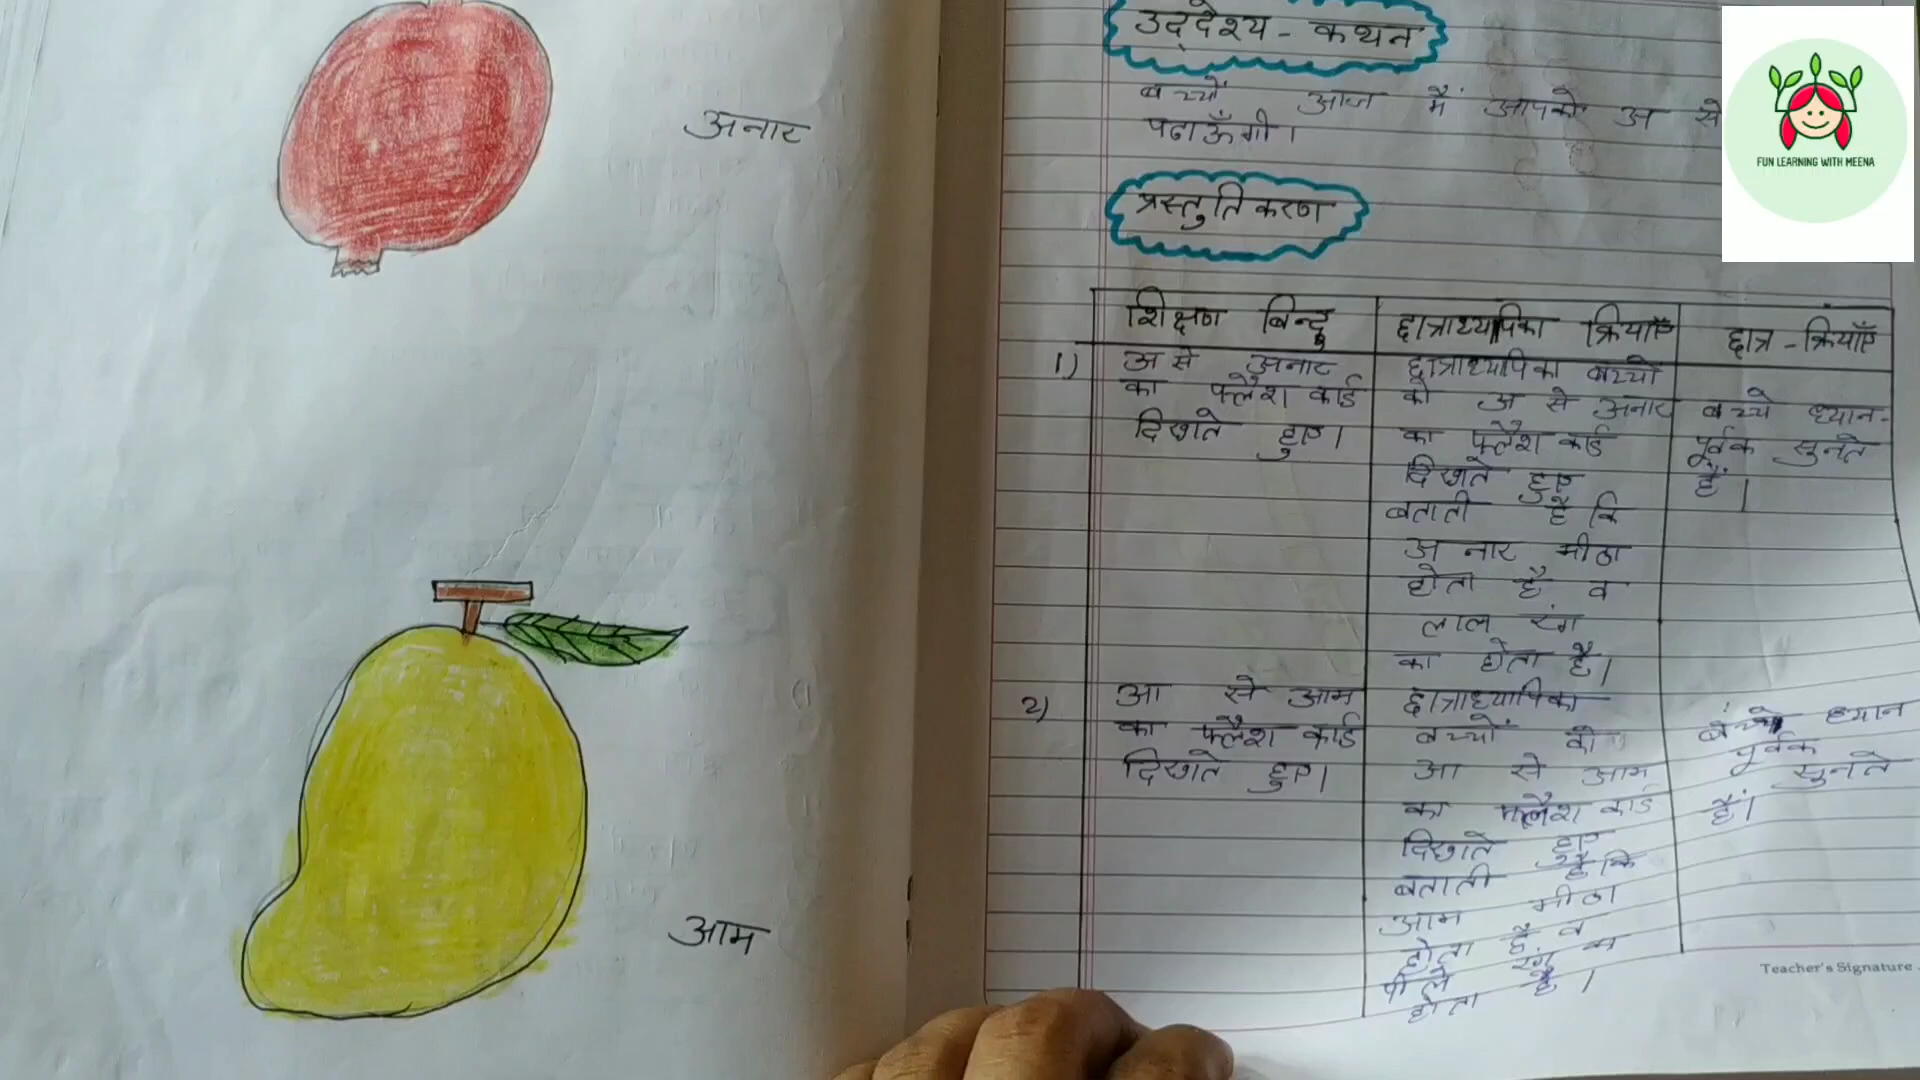 अनार
आम
उद्देश्य - कथन
बच्चों आज मैं आपको अ से
पढाऊँगी।
प्रस्तुतिकरण
शिक्षण बिन्दु
1) अ से अनार
का फ्लैश कार्ड
दिखाते हुए।
2) आ से आम
का फ्लैश कार्ड
दिखाते हुए।
छात्राध्यापिका क्रियाएँ
छात्राध्यापिका बच्चों
को अ से अनार
का फ्लैश कार्ड
दिखाते हुए
बताती है कि
अनार मीठा
होता है व
लाल रंग
का होता है।
छात्राध्यापिका
बच्चों को
आ से आम
का फ्लैश कार्ड
दिखाते हुए
बताती है कि
आम मीठा
होता है व
पीले रंग का
होता है।
छात्र - क्रियाएँ
बच्चे ध्यान-
पूर्वक सुनते
हैं।
बच्चे ध्यान
पूर्वक
सुनते
हैं।
Teacher's Signature
FUN LEARNING WITH MEENA